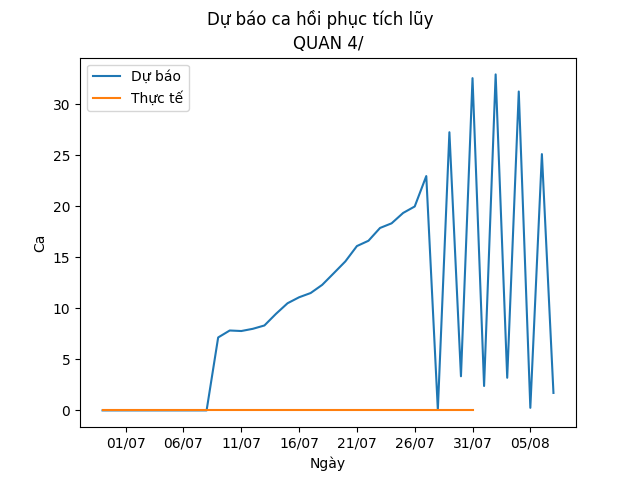 Dự báo ca hồi phục tích lũy
QUAN 4/
Dự báo
Thực tế
Ca
30
25
20
15
10
5
0
01/07
06/07
11/07
16/07
21/07
26/07
31/07
05/08
Ngày